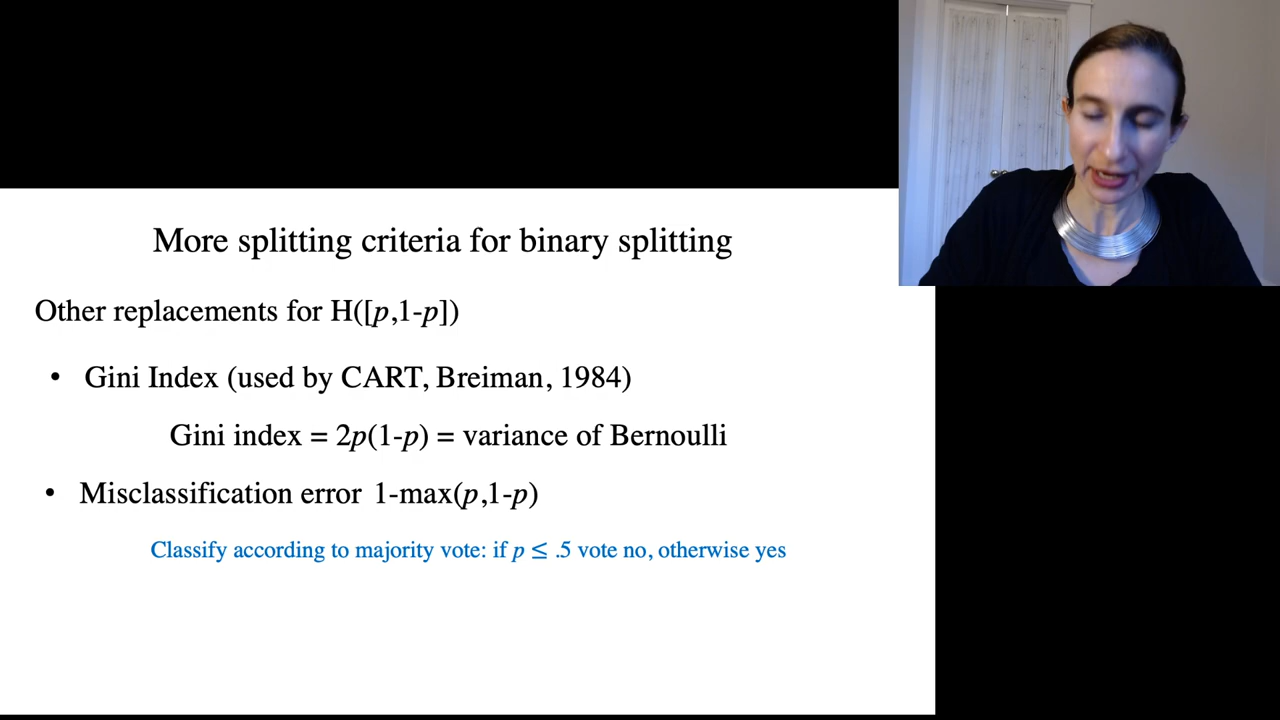 More splitting criteria for binary splitting
Other replacements for H([p,1-p])
• Gini Index (used by CART, Breiman, 1984)
Gini index = 2p(1-p) = variance of Bernoulli
• Misclassification error 1-max(p,1-p)
Classify according to majority vote: if p ≤ .5 vote no, otherwise yes